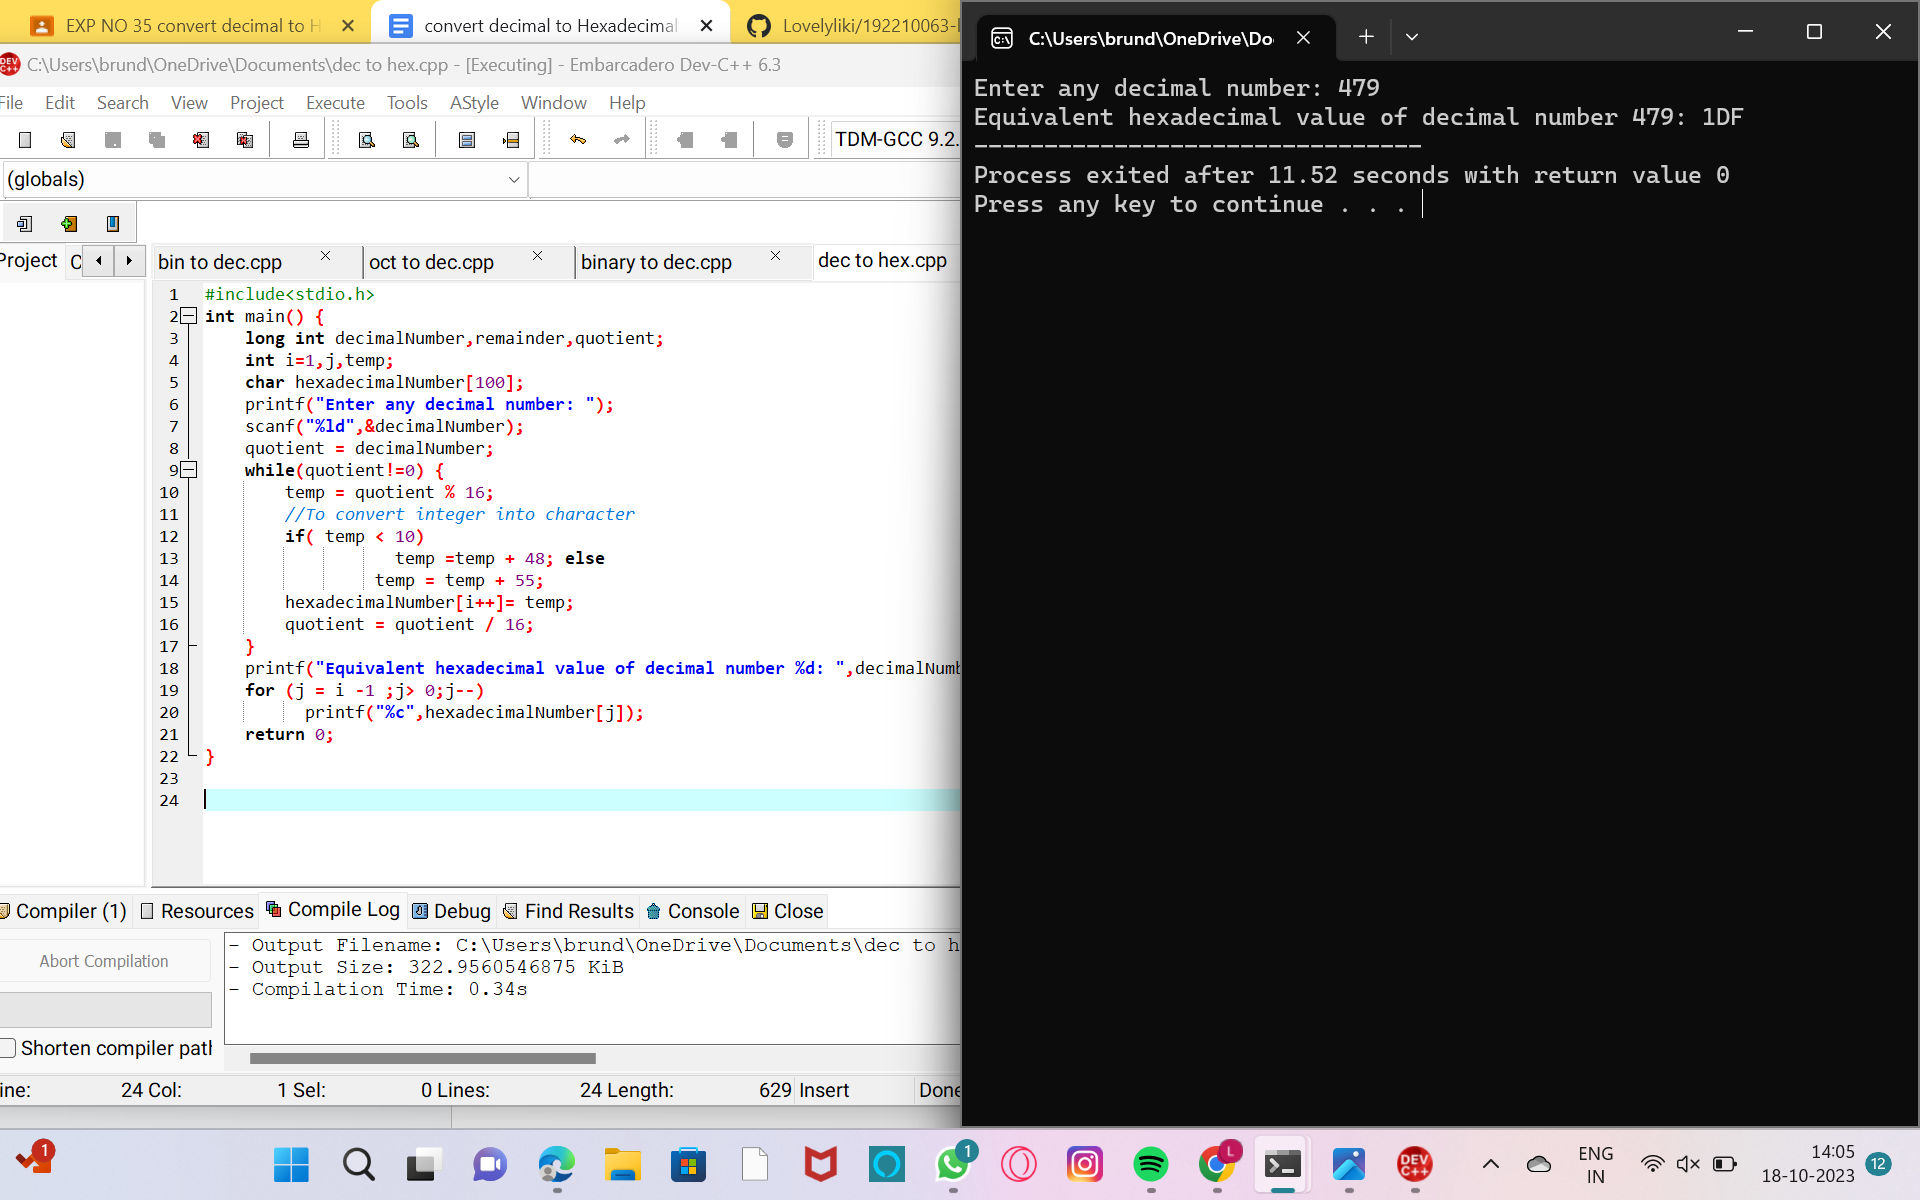 EXP NO 35 convert decimal to H
convert decimal to Hexadecimal
Lovelyliki/192210063-
C:\Users\brund\OneDrive\Documents\dec to hex.cpp - [Executing] - Embarcadero Dev-C++ 6.3
File Edit Search View Project Execute Tools AStyle Window Help
TDM-GCC 9.2.
(globals)
Project C
bin to dec.cpp
oct to dec.cpp
binary to dec.cpp
dec to hex.cpp
1 #include<stdio.h>
2 int main() {
3 long int decimalNumber,remainder,quotient;
4 int i=1,j,temp;
5 char hexadecimalNumber[100];
6 printf("Enter any decimal number: ");
7 scanf("%ld",&decimalNumber);
8 quotient = decimalNumber;
9 while(quotient!=0) {
10 temp = quotient % 16;
11 //To convert integer into character
12 if( temp < 10)
13 temp =temp + 48; else
14 temp = temp + 55;
15 hexadecimalNumber[i++]= temp;
16 quotient = quotient / 16;
17 }
18 printf("Equivalent hexadecimal value of decimal number %d: ",decimalNumb
19 for (j = i -1 ;j> 0;j--)
20 printf("%c",hexadecimalNumber[j]);
21 return 0;
22 }
23
24
Compiler (1) Resources Compile Log Debug Find Results Console Close
Abort Compilation
Shorten compiler path
- Output Filename: C:\Users\brund\OneDrive\Documents\dec to h
- Output Size: 322.9560546875 KiB
- Compilation Time: 0.34s
ine: 24 Col: 1 Sel: 0 Lines: 24 Length: 629 Insert Done
C:\Users\brund\OneDrive\Do
Enter any decimal number: 479
Equivalent hexadecimal value of decimal number 479: 1DF
--------------------------------
Process exited after 11.52 seconds with return value 0
Press any key to continue . . .
1
1
L
DEV C++
ENG
IN
14:05
18-10-2023
12